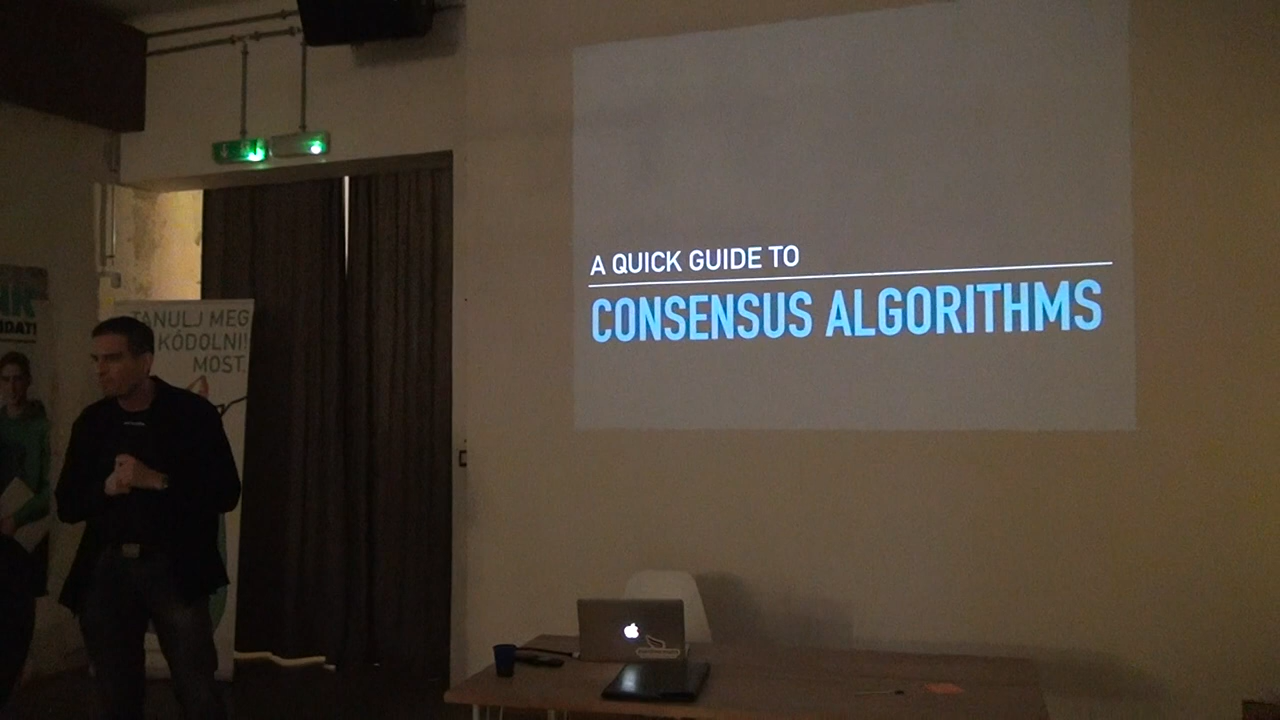 A QUICK GUIDE TO
CONSENSUS ALGORITHMS
TANULJ MEG
KÓDOLNI!
MOST.